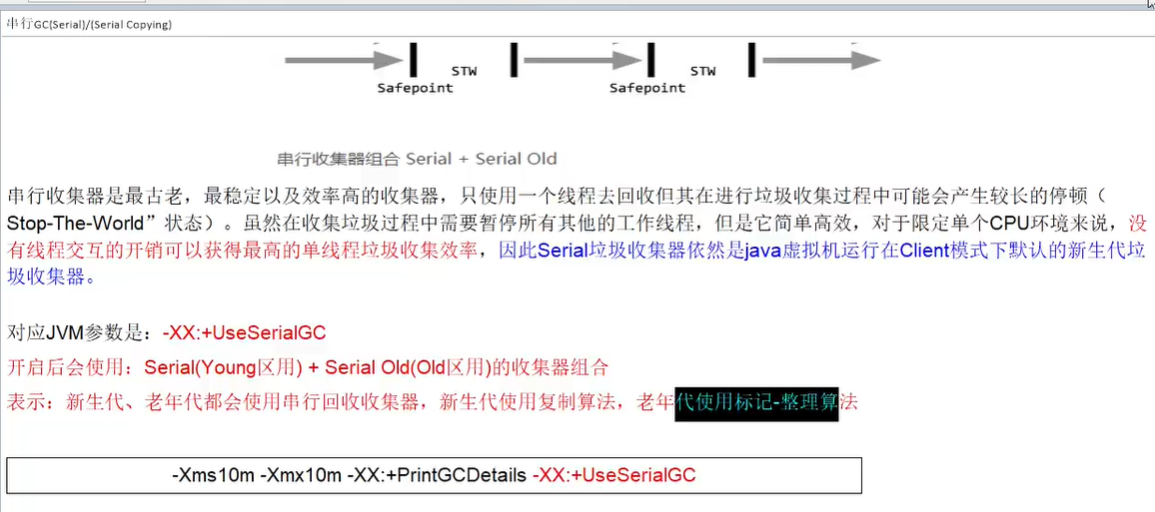 串行GC(Serial)/(Serial Copying)
STW STW
Safepoint Safepoint
串行收集器组合 Serial + Serial Old
串行收集器是最古老，最稳定以及效率高的收集器，只使用一个线程去回收但其在进行垃圾收集过程中可能会产生较长的停顿（
Stop-The-World”状态）。虽然在收集垃圾过程中需要暂停所有其他的工作线程，但是它简单高效，对于限定单个CPU环境来说，没
有线程交互的开销可以获得最高的单线程垃圾收集效率，因此Serial垃圾收集器依然是java虚拟机运行在Client模式下默认的新生代垃
圾收集器。
对应JVM参数是：-XX:+UseSerialGC
开启后会使用：Serial(Young区用) + Serial Old(Old区用)的收集器组合
表示：新生代、老年代都会使用串行回收收集器，新生代使用复制算法，老年代使用标记-整理算法
-Xms10m -Xmx10m -XX:+PrintGCDetails -XX:+UseSerialGC